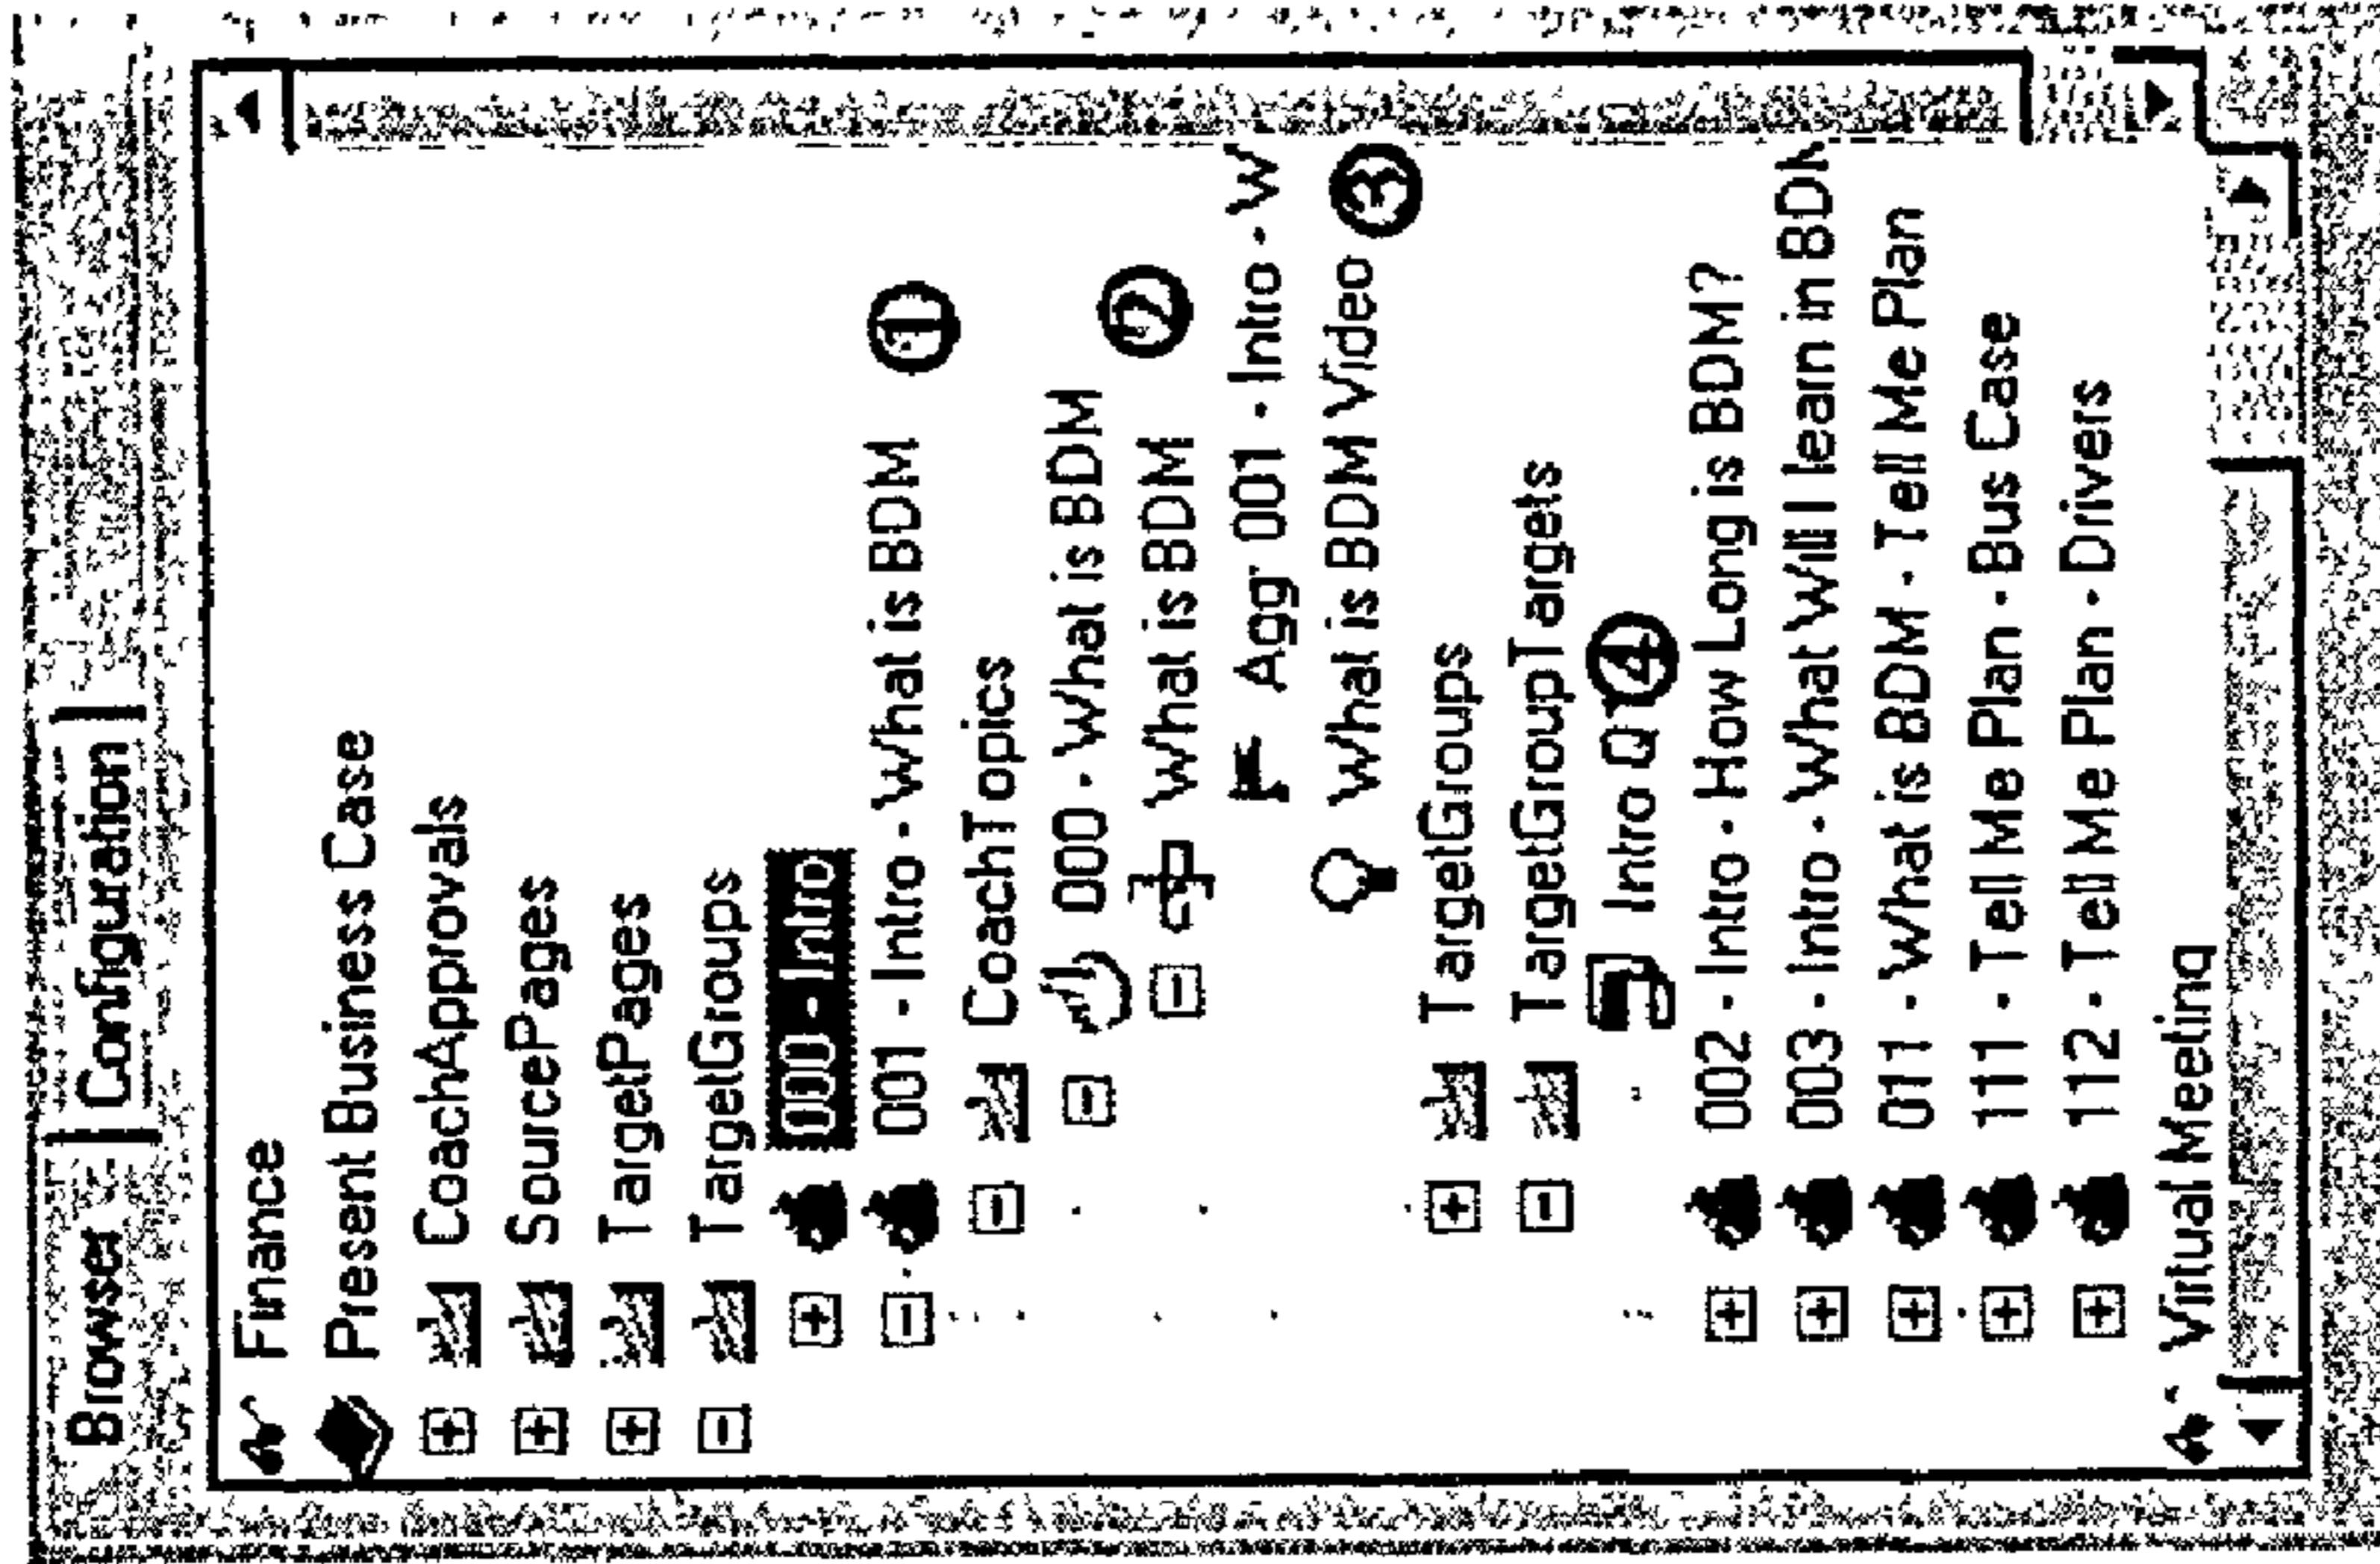 Browser Configuration
Finance
Present Business Case
CoachApprovals
SourcePages
TargetPages
TargetGroups
000 - Intro
001 - Intro - What is BDM ①
CoachTopics
000 - What is BDM
What is BDM ②
Agg 001 - Intro - W
What is BDM Video ③
TargetGroups
TargetGroupTargets
Intro Q ④
002 - Intro - How Long is BDM?
003 - Intro - What Will I learn in BDM
011 - What is BDM - Tell Me Plan
111 - Tell Me Plan - Bus Case
112 - Tell Me Plan - Drivers
Virtual Meeting